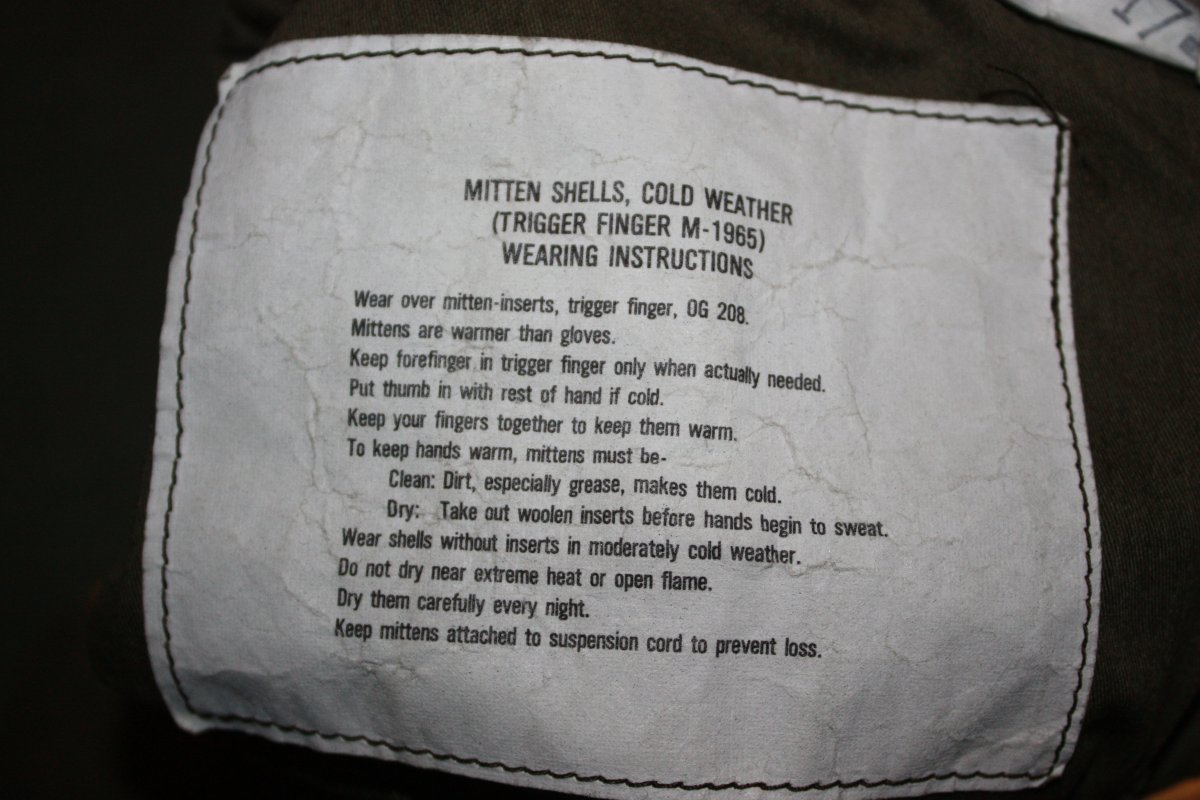 17-
MITTEN SHELLS, COLD WEATHER
(TRIGGER FINGER M-1965)
WEARING INSTRUCTIONS
Wear over mitten-inserts, trigger finger, OG 208.
Mittens are warmer than gloves.
Keep forefinger in trigger finger only when actually needed.
Put thumb in with rest of hand if cold.
Keep your fingers together to keep them warm.
To keep hands warm, mittens must be-
Clean: Dirt, especially grease, makes them cold.
Dry: Take out woolen inserts before hands begin to sweat.
Wear shells without inserts in moderately cold weather.
Do not dry near extreme heat or open flame.
Dry them carefully every night.
Keep mittens attached to suspension cord to prevent loss.